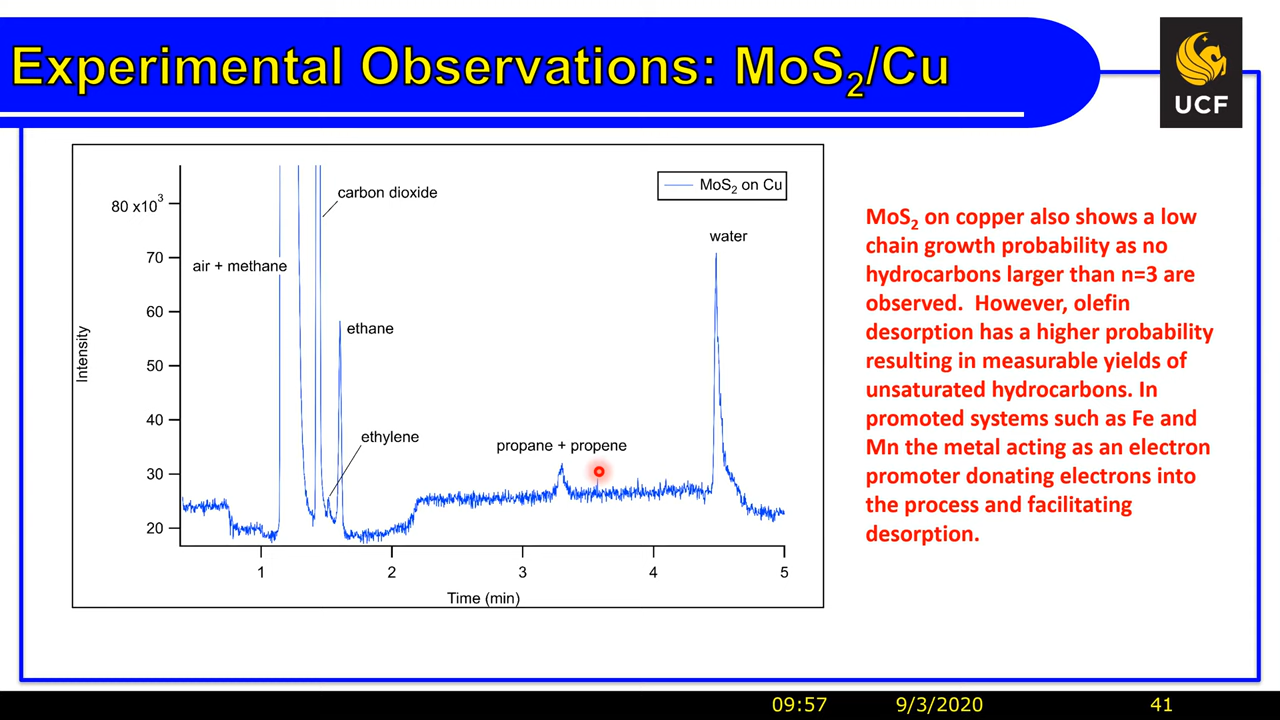 Experimental Observations: MoS₂/Cu
UCF
MoS₂ on Cu
carbon dioxide
80 x10³
70
60
50
40
30
20
air + methane
ethane
ethylene
propane + propene
water
Intensity
1
2
3
4
5
Time (min)
MoS₂ on copper also shows a low
chain growth probability as no
hydrocarbons larger than n=3 are
observed. However, olefin
desorption has a higher probability
resulting in measurable yields of
unsaturated hydrocarbons. In
promoted systems such as Fe and
Mn the metal acting as an electron
promoter donating electrons into
the process and facilitating
desorption.
09:57
9/3/2020
41